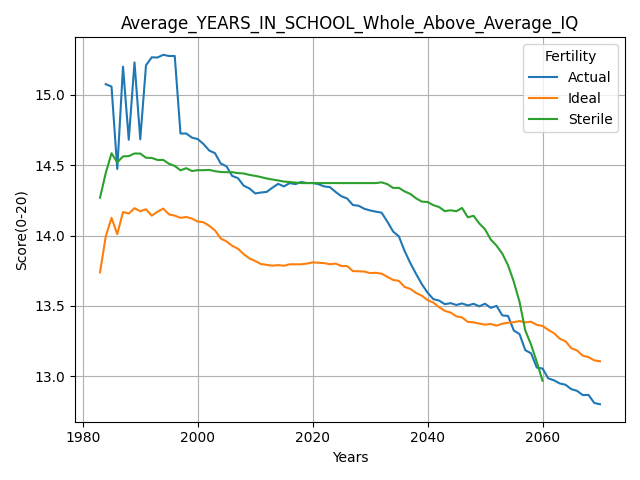 Average_YEARS_IN_SCHOOL_Whole_Above_Average_IQ
Fertility
Actual
Ideal
Sterile
Score(0-20)
15.0
14.5
14.0
13.5
13.0
1980
2000
2020
2040
2060
Years